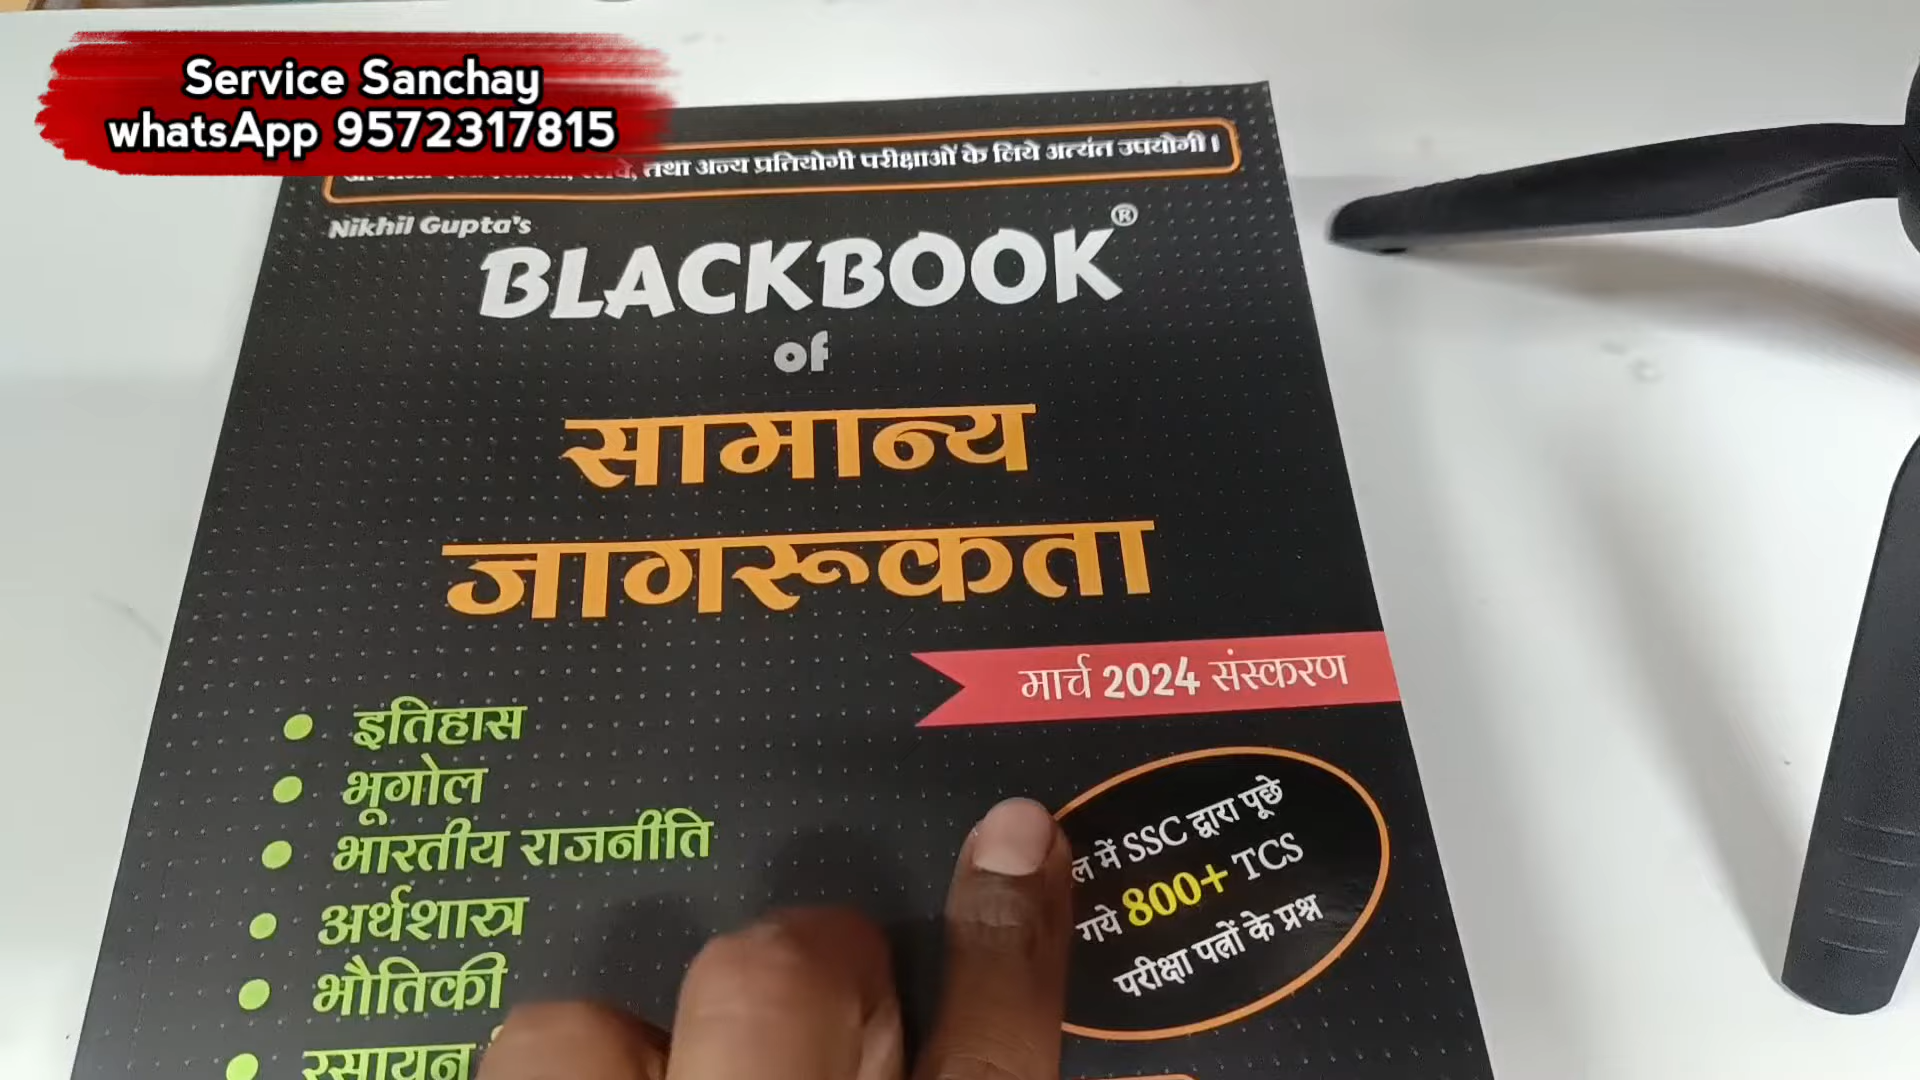 Service Sanchay
whatsApp 9572317815
तथा अन्य प्रतियोगी परीक्षाओं के लिये अत्यंत उपयोगी।
Nikhil Gupta's
BLACKBOOK®
of
सामान्य
जागरूकता
मार्च 2024 संस्करण
• इतिहास
• भूगोल
• भारतीय राजनीति
• अर्थशास्त्र
• भौतिकी
• रसायन
में SSC द्वारा पूछे
गये 800+ TCS
परीक्षा पत्रों के प्रश्न